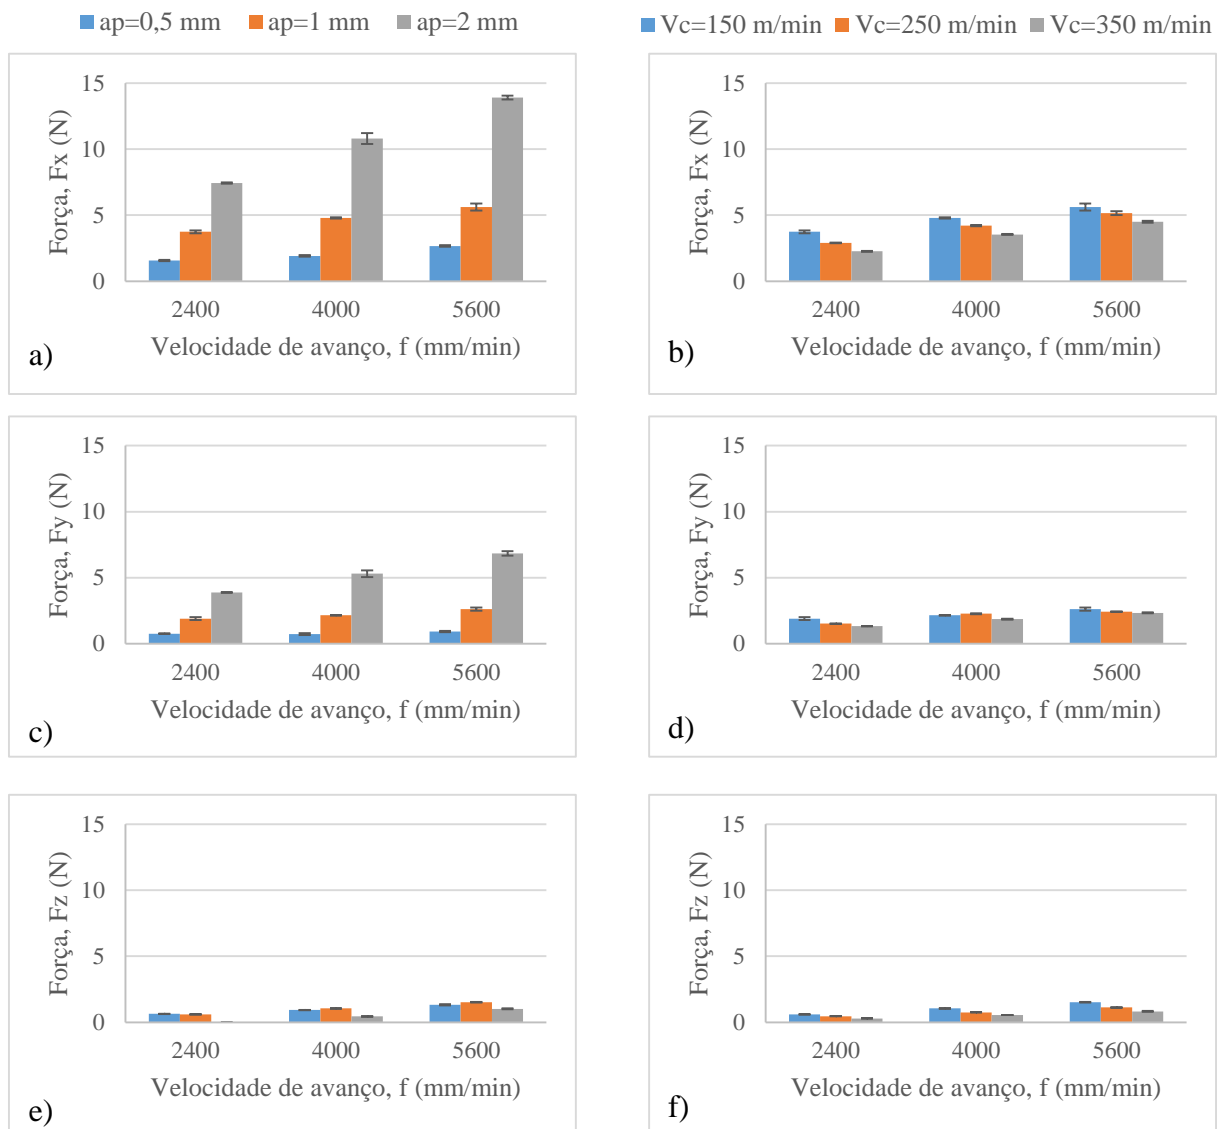 ap=0,5 mm ap=1 mm ap=2 mm
Vc=150 m/min Vc=250 m/min Vc=350 m/min
Força, Fx (N)
15
10
5
0
2400 4000 5600
Velocidade de avanço, f (mm/min)
a)
Força, Fx (N)
15
10
5
0
2400 4000 5600
Velocidade de avanço, f (mm/min)
b)
Força, Fy (N)
15
10
5
0
2400 4000 5600
Velocidade de avanço, f (mm/min)
c)
Força, Fy (N)
15
10
5
0
2400 4000 5600
Velocidade de avanço, f (mm/min)
d)
Força, Fz (N)
15
10
5
0
2400 4000 5600
Velocidade de avanço, f (mm/min)
e)
Força, Fz (N)
15
10
5
0
2400 4000 5600
Velocidade de avanço, f (mm/min)
f)